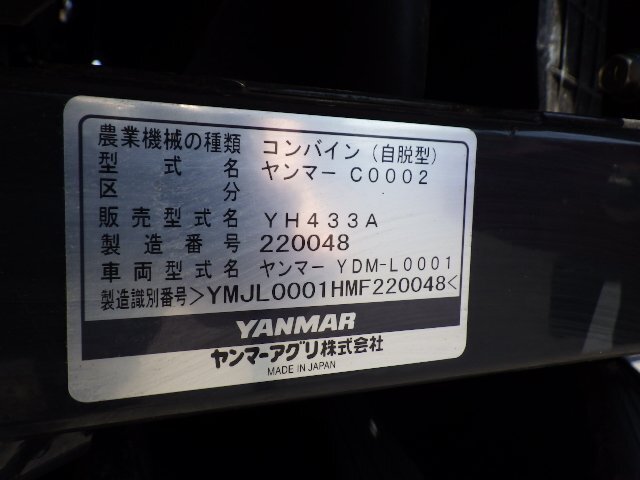 農業機械の種類 コンバイン(自脱型)
型式名 ヤンマー C0002
区分
販売型式名 YH433A
製造番号 220048
車両型式名 ヤンマー YDM-L0001
製造識別番号>YMJL0001HMF220048<
YANMAR
ヤンマーアグリ株式会社
MADE IN JAPAN